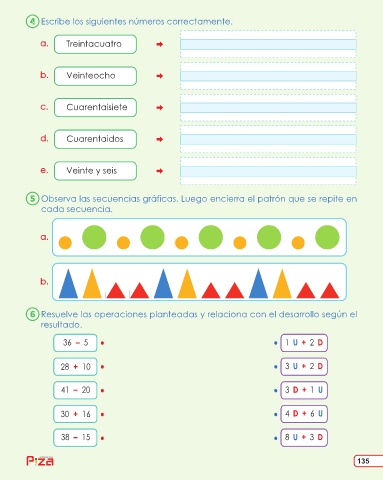 4 Escribe los siguientes números correctamente.
a. Treintacuatro
b. Veinteocho
c. Cuarentaisiete
d. Cuarentaidos
e. Veinte y seis
5 Observa las secuencias gráficas. Luego encierra el patrón que se repite en
cada secuencia.
a.
b.
6 Resuelve las operaciones planteadas y relaciona con el desarrollo según el
resultado.
36 – 5 • • 1 U + 2 D
28 + 10 • • 3 U + 2 D
41 – 20 • • 3 D + 1 U
30 + 16 • • 4 D + 6 U
38 – 15 • • 8 U + 3 D
135